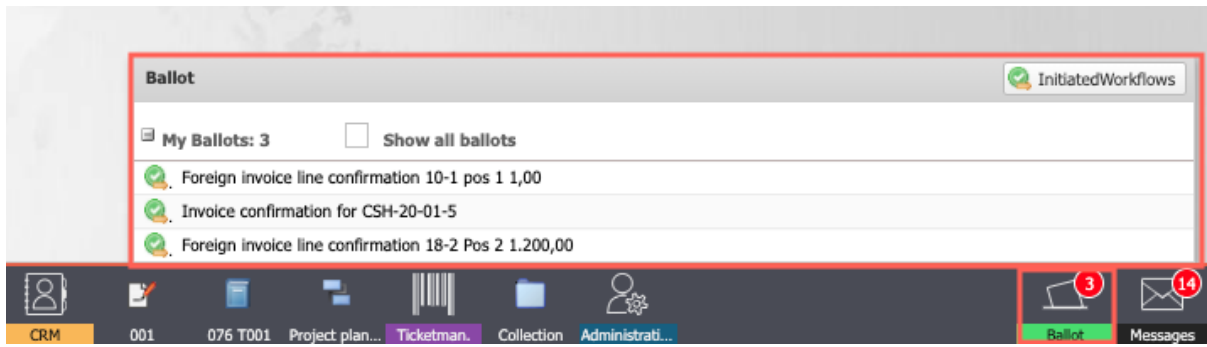 Ballot
InitiatedWorkflows
My Ballots: 3
Show all ballots
Foreign invoice line confirmation 10-1 pos 1 1,00
Invoice confirmation for CSH-20-01-5
Foreign invoice line confirmation 18-2 Pos 2 1.200,00
3
14
CRM
001
076 T001
Project plan...
Ticketman.
Collection
Administrati...
Ballot
Messages